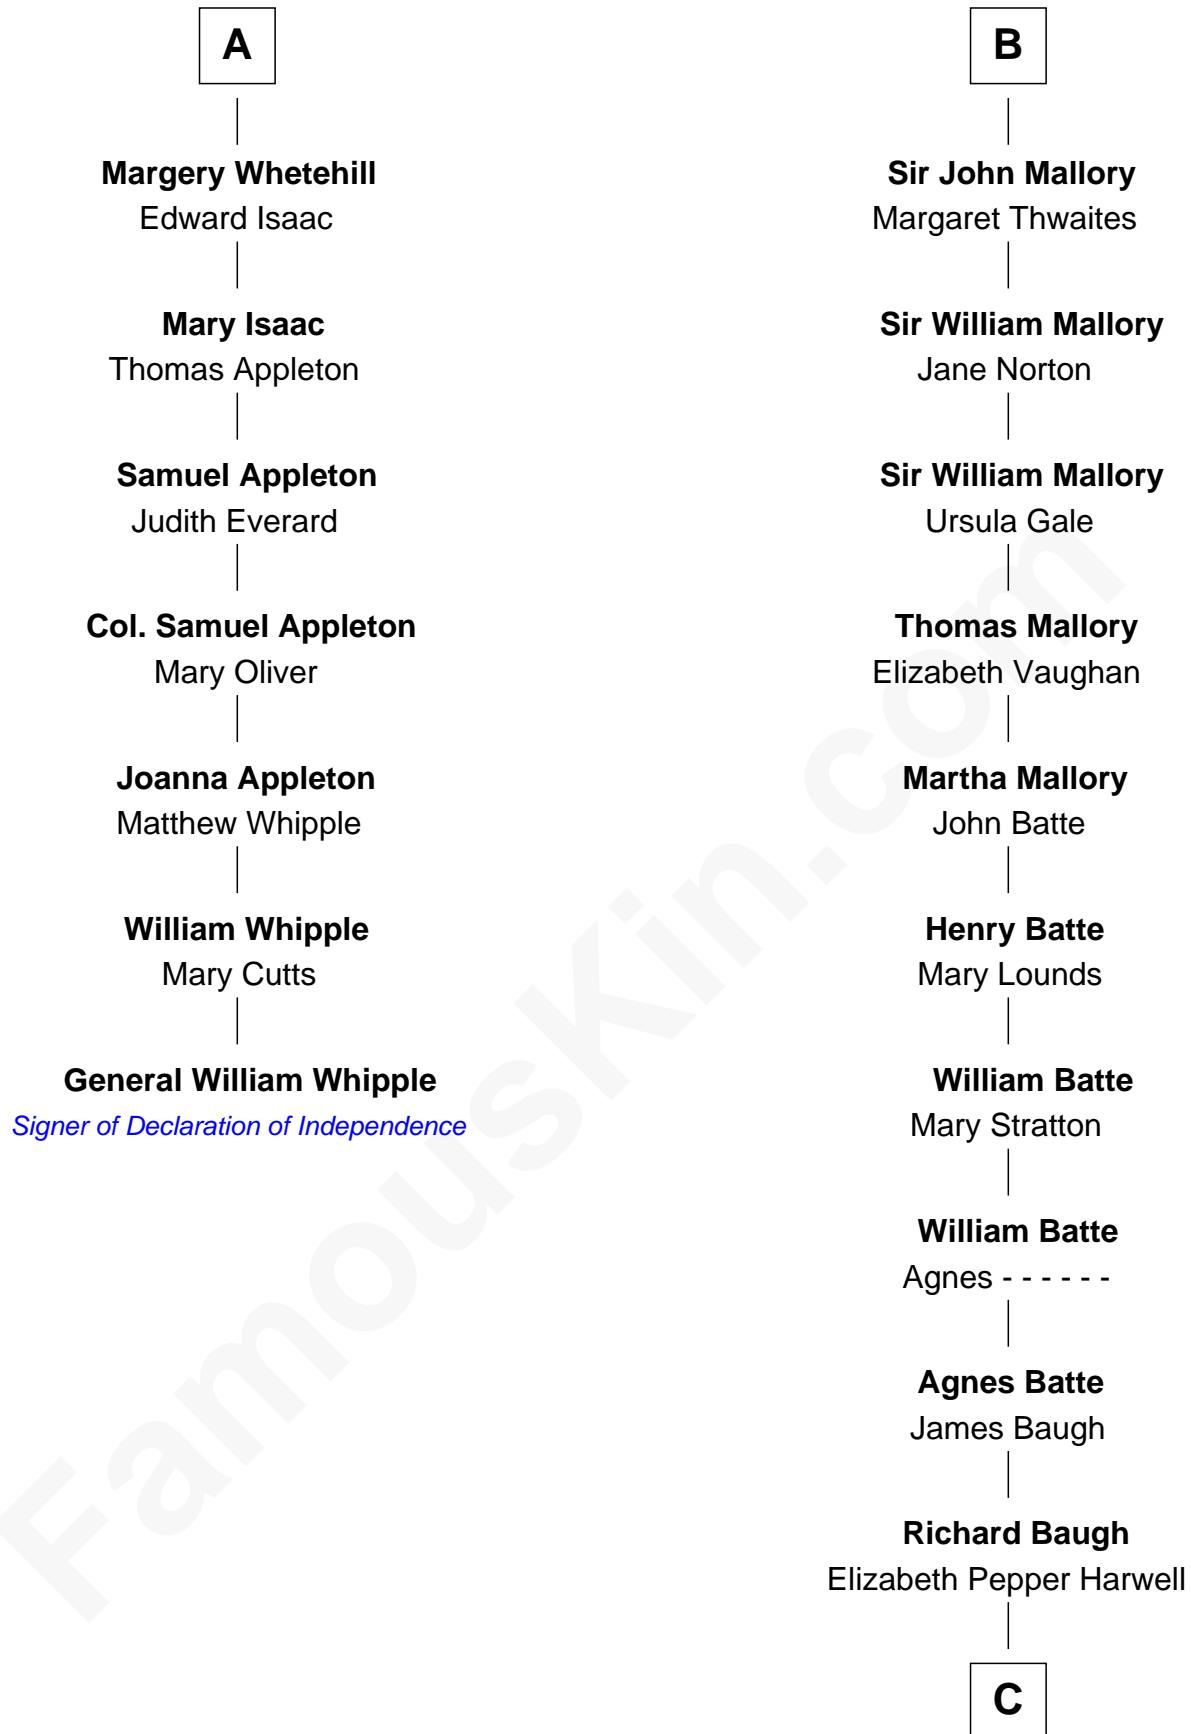 A
Margery Whetehill
Edward Isaac
Mary Isaac
Thomas Appleton
Samuel Appleton
Judith Everard
Col. Samuel Appleton
Mary Oliver
Joanna Appleton
Matthew Whipple
William Whipple
Mary Cutts
General William Whipple
Signer of Declaration of Independence
B
Sir John Mallory
Margaret Thwaites
Sir William Mallory
Jane Norton
Sir William Mallory
Ursula Gale
Thomas Mallory
Elizabeth Vaughan
Martha Mallory
John Batte
Henry Batte
Mary Lounds
William Batte
Mary Stratton
William Batte
Agnes - - - - - -
Agnes Batte
James Baugh
Richard Baugh
Elizabeth Pepper Harwell
C
FamousKin.com